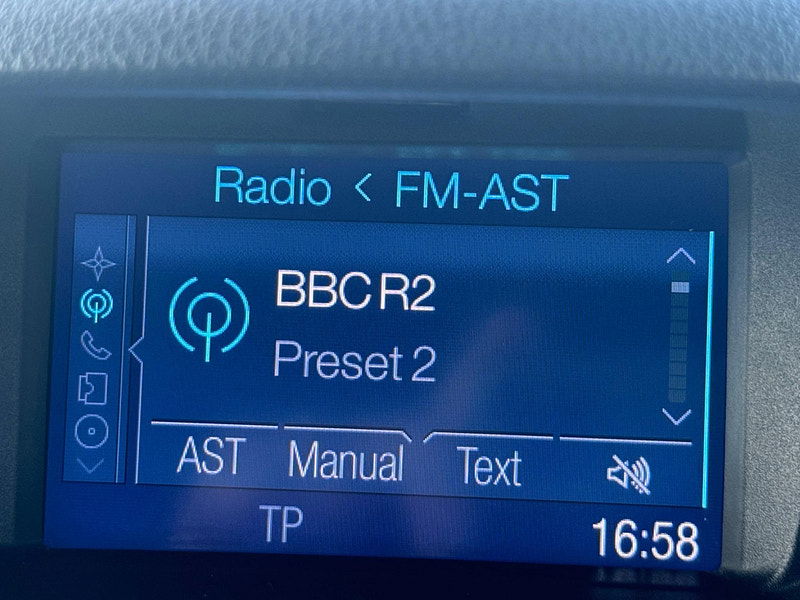 Radio < FM-AST
BBC R2
Preset 2
AST Manual Text
TP 16:58